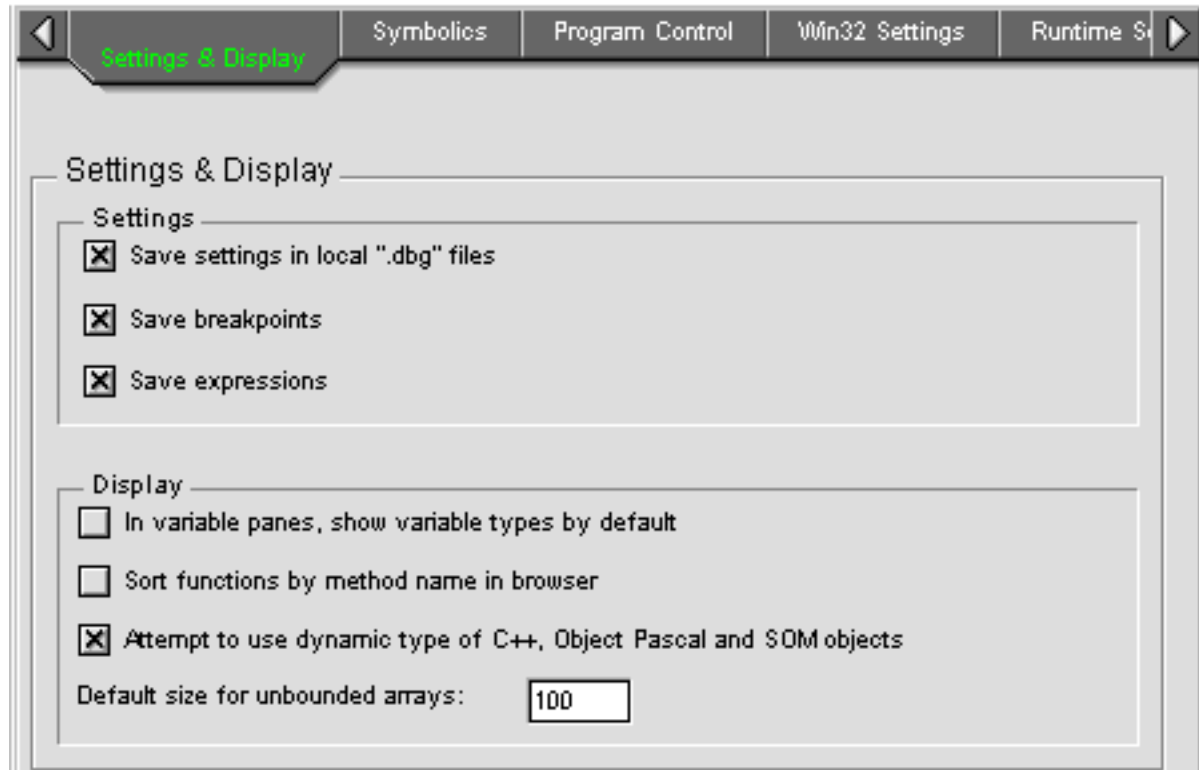 Settings & Display
Symbolics
Program Control
Win32 Settings
Runtime
Settings & Display
Settings
Save settings in local ".dbg" files
Save breakpoints
Save expressions
Display
In variable panes, show variable types by default
Sort functions by method name in browser
Attempt to use dynamic type of C++, Object Pascal and SOM objects
Default size for unbounded arrays:
100